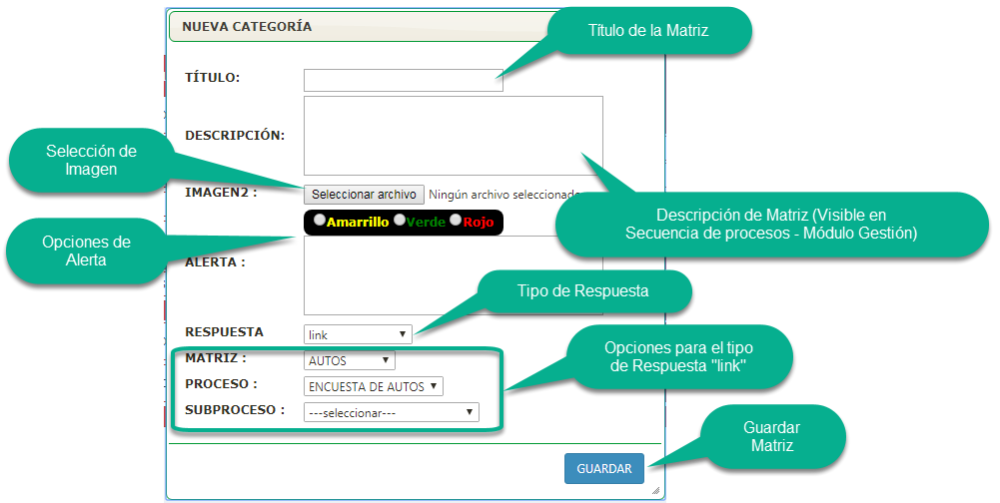 NUEVA CATEGORÍA
Título de la Matriz
TÍTULO:
DESCRIPCIÓN:
Selección de
Imagen
IMAGEN2 :
Seleccionar archivo Ningún archivo seleccionado
Descripción de Matriz (Visible en
Secuencia de procesos - Módulo Gestión)
Amarrillo Verde Rojo
Opciones de
Alerta
ALERTA :
Tipo de Respuesta
RESPUESTA link
Opciones para el tipo
de Respuesta "link"
MATRIZ : AUTOS
PROCESO : ENCUESTA DE AUTOS
SUBPROCESO : ---seleccionar---
Guardar
Matriz
GUARDAR